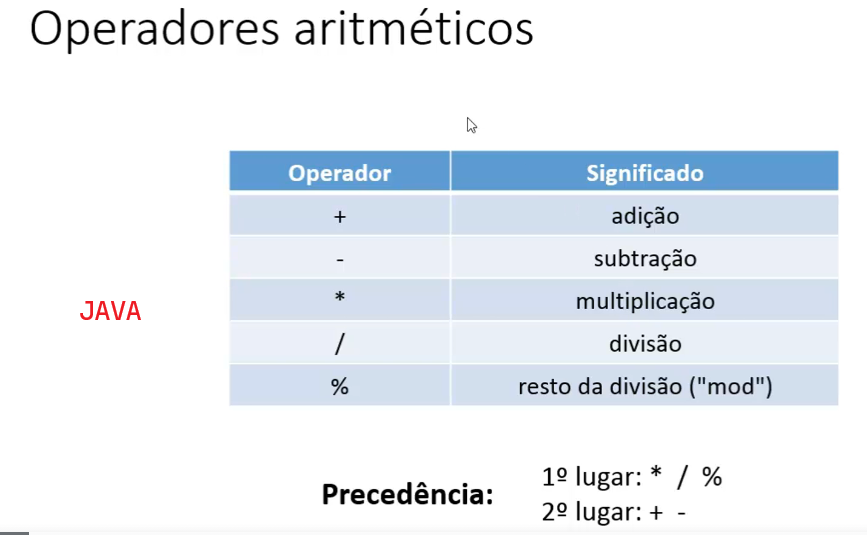 Operadores aritméticos
Operador Significado
+ adição
- subtração
* multiplicação
/ divisão
% resto da divisão ("mod")
JAVA
Precedência:
1º lugar: * / %
2º lugar: + -